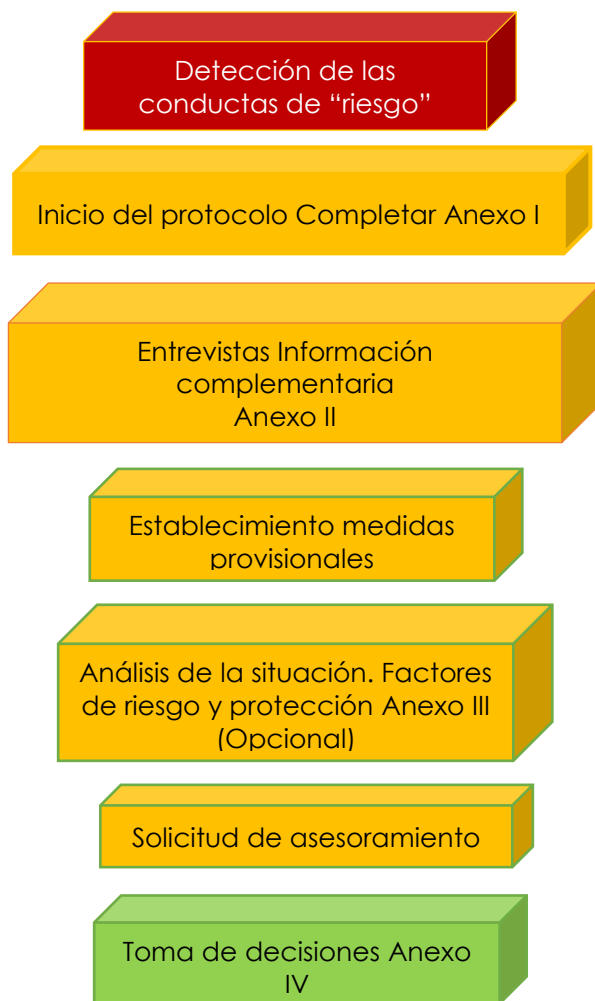 Detección de las
conductas de “riesgo”
Inicio del protocolo Completar Anexo I
Entrevistas Información
complementaria
Anexo II
Establecimiento medidas
provisionales
Análisis de la situación. Factores
de riesgo y protección Anexo III
(Opcional)
Solicitud de asesoramiento
Toma de decisiones Anexo
IV